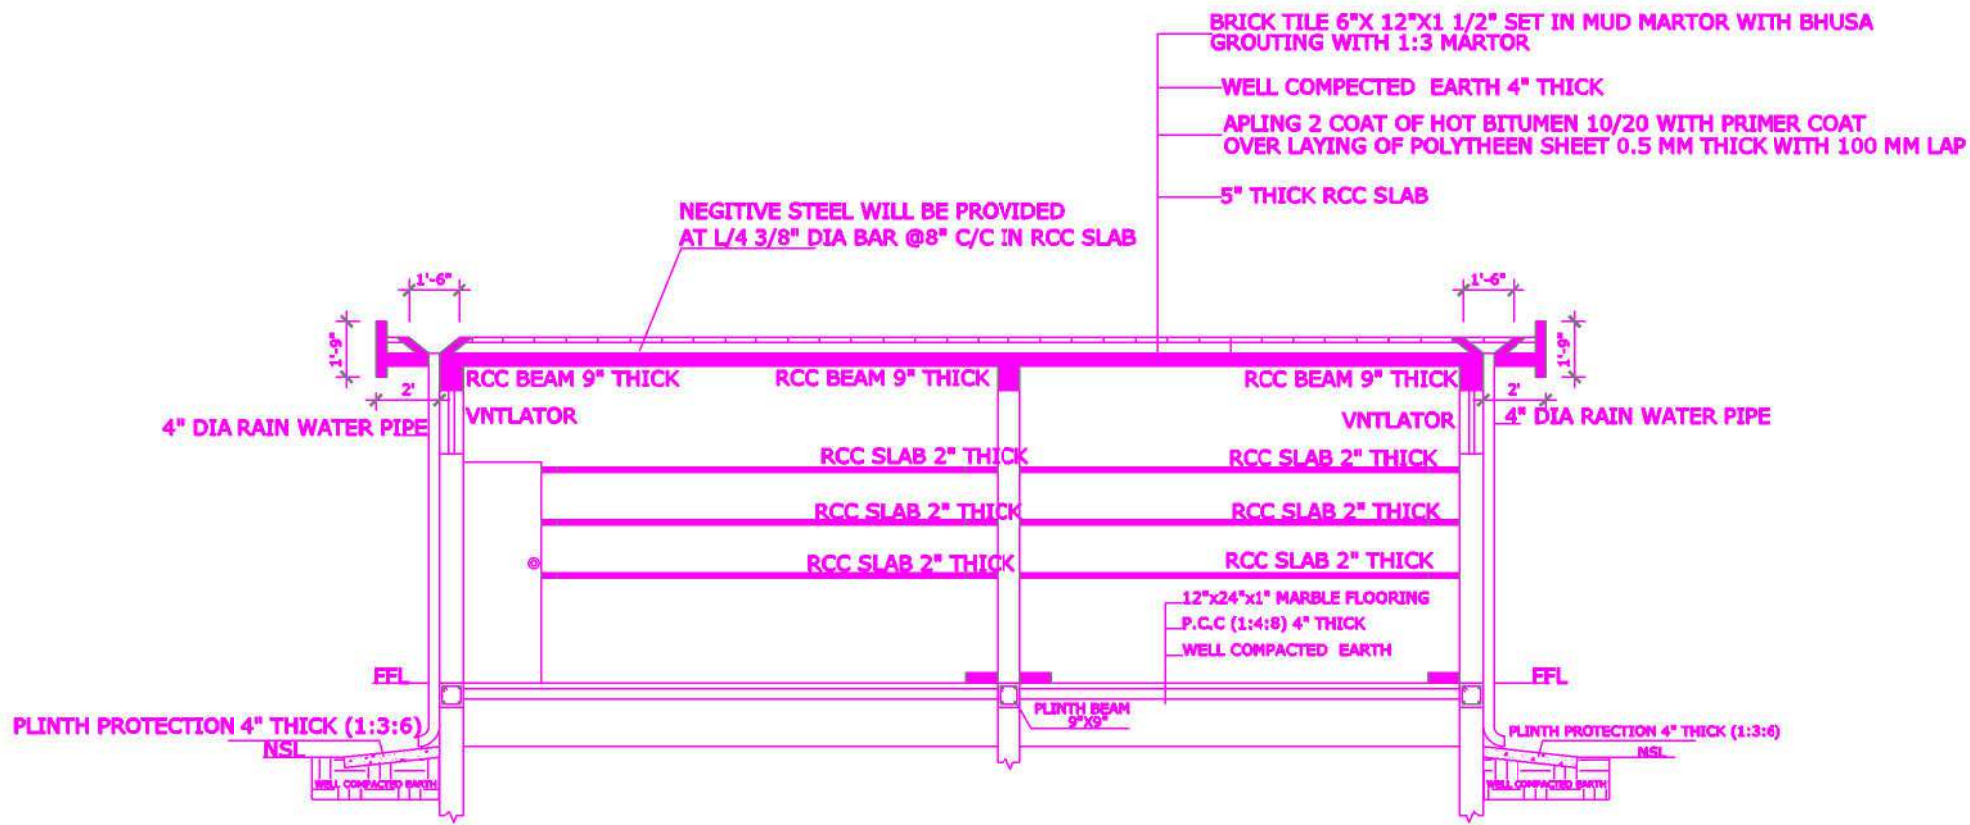 BRICK TILE 6"X 12"X1 1/2" SET IN MUD MARTOR WITH BHUSA
GROUTING WITH 1:3 MARTOR
WELL COMPECTED EARTH 4" THICK
APLING 2 COAT OF HOT BITUMEN 10/20 WITH PRIMER COAT
OVER LAYING OF POLYTHEEN SHEET 0.5 MM THICK WITH 100 MM LAP
5" THICK RCC SLAB
NEGITIVE STEEL WILL BE PROVIDED
AT L/4 3/8" DIA BAR @8" C/C IN RCC SLAB
1'-6"
1'-6"
1'-9"
1'-9"
RCC BEAM 9" THICK
RCC BEAM 9" THICK
RCC BEAM 9" THICK
2'
2'
VNTLATOR
VNTLATOR
4" DIA RAIN WATER PIPE
4" DIA RAIN WATER PIPE
RCC SLAB 2" THICK
RCC SLAB 2" THICK
RCC SLAB 2" THICK
RCC SLAB 2" THICK
RCC SLAB 2" THICK
RCC SLAB 2" THICK
12"x24"x1" MARBLE FLOORING
P.C.C (1:4:8) 4" THICK
WELL COMPACTED EARTH
FFL
FFL
PLINTH BEAM
9"X9"
PLINTH PROTECTION 4" THICK (1:3:6)
PLINTH PROTECTION 4" THICK (1:3:6)
NSL
NSL
WELL COMPACTED EARTH
WELL COMPACTED EARTH